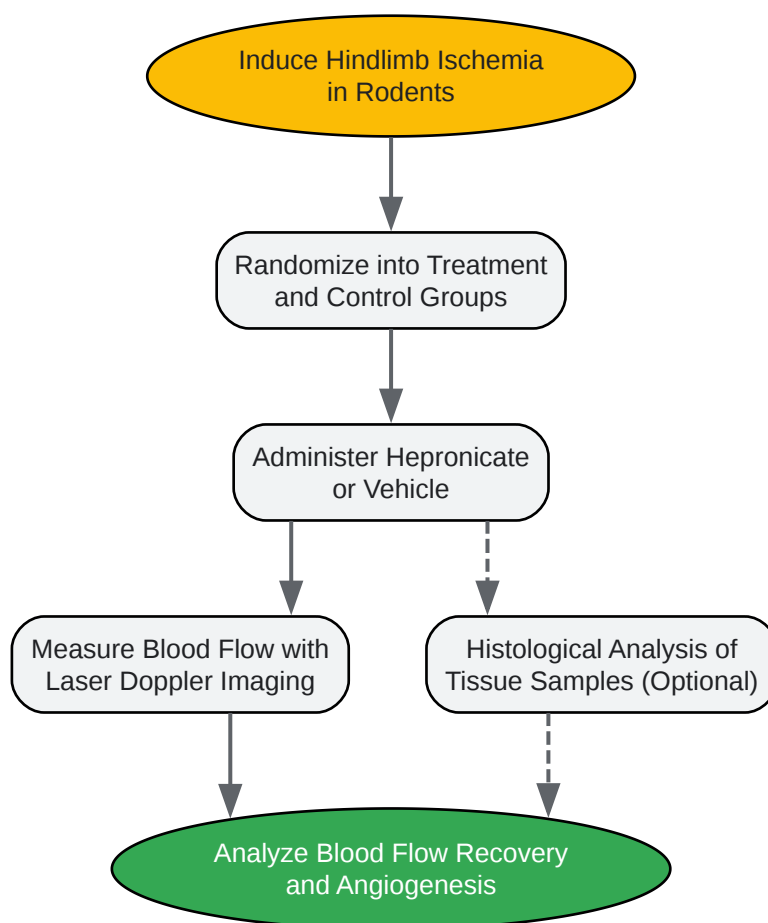 Induce Hindlimb Ischemia
in Rodents
Randomize into Treatment
and Control Groups
Administer Hepronicate
or Vehicle
Measure Blood Flow with
Laser Doppler Imaging
Histological Analysis of
Tissue Samples (Optional)
Analyze Blood Flow Recovery
and Angiogenesis